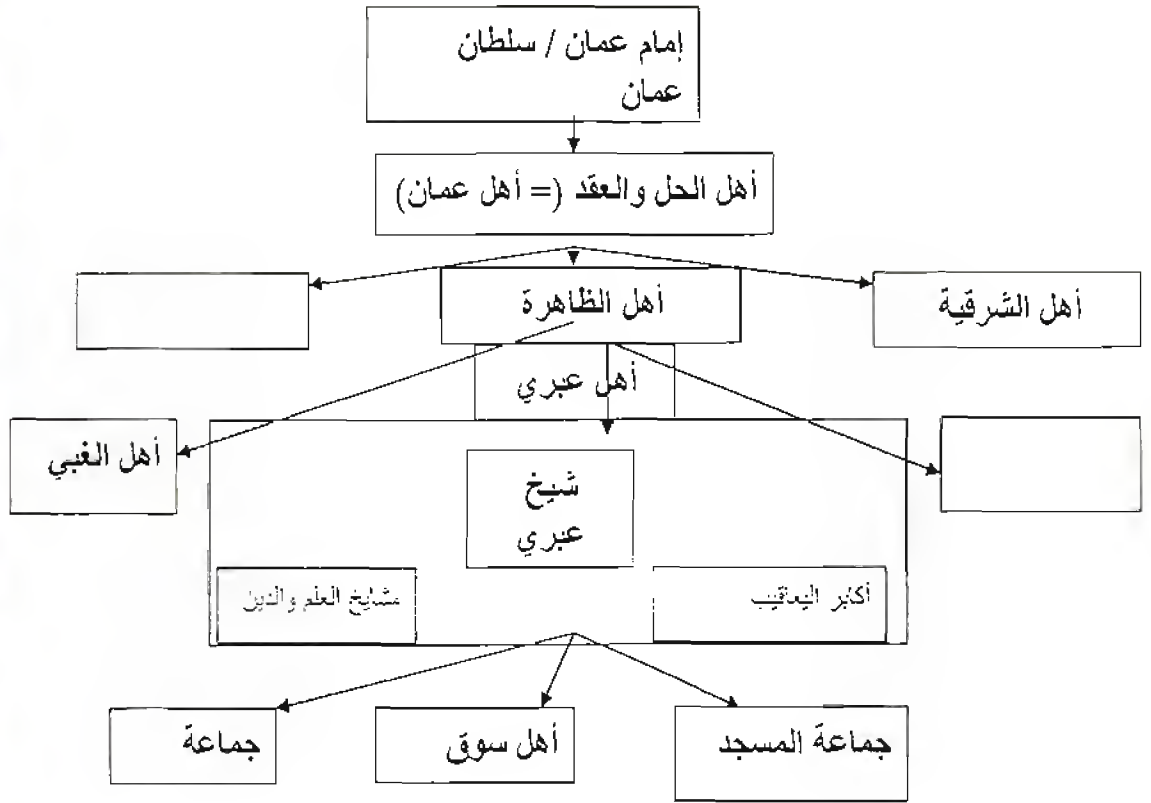 إمام عمان / سلطان
عمان
أهل الحل والعقد (= أهل عمان)
أهل الشرقية
أهل الظاهرة
أهل عبري
أهل الغبي
شيخ
عبري
أكابر اليعاقيب
مشايخ العلم والدين
جماعة المسجد
أهل سوق
جماعة